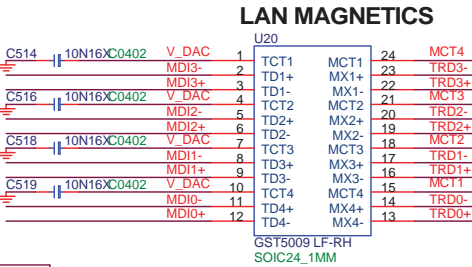 LAN MAGNETICS
U20
C514 10N16X C0402 V_DAC 1 TCT1 MCT1 24 MCT4
MDI3- 2 TD1+ MX1+ 23 TRD3-
MDI3+ 3 TD1- MX1- 22 TRD3+
C516 10N16X C0402 V_DAC 4 TCT2 MCT2 21 MCT3
MDI2- 5 TD2+ MX2+ 20 TRD2-
MDI2+ 6 TD2- MX2- 19 TRD2+
C518 10N16X C0402 V_DAC 7 TCT3 MCT3 18 MCT2
MDI1- 8 TD3+ MX3+ 17 TRD1-
MDI1+ 9 TD3- MX3- 16 TRD1+
C519 10N16X C0402 V_DAC 10 TCT4 MCT4 15 MCT1
MDI0- 11 TD4+ MX4+ 14 TRD0-
MDI0+ 12 TD4- MX4- 13 TRD0+
GST5009 LF-RH
SOIC24_1MM